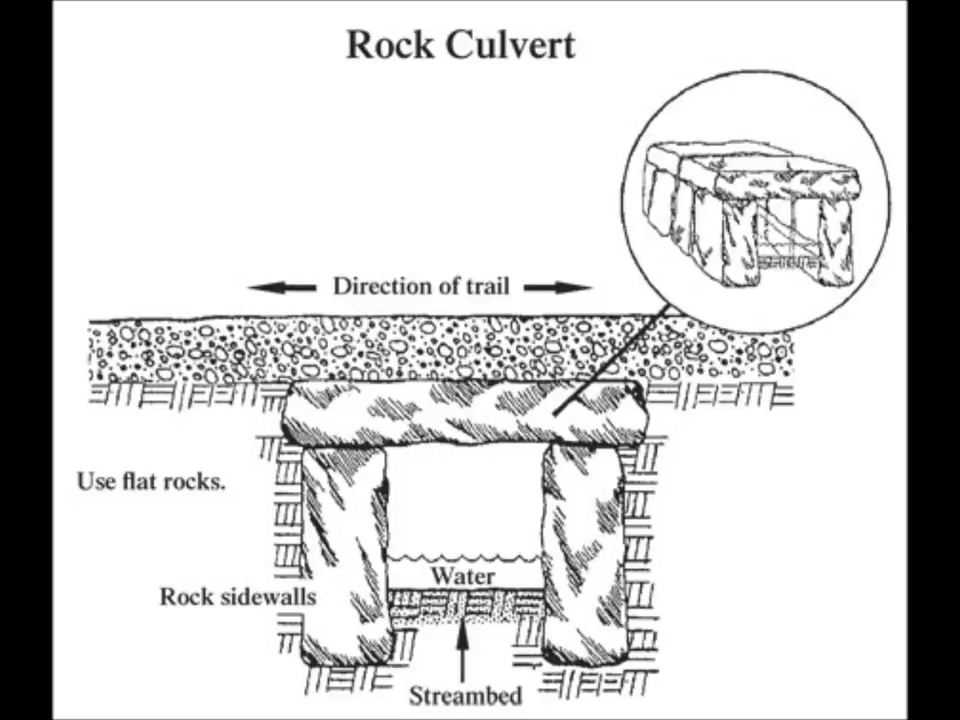 Rock Culvert
Direction of trail
Use flat rocks.
Water
Rock sidewalls
Streambed